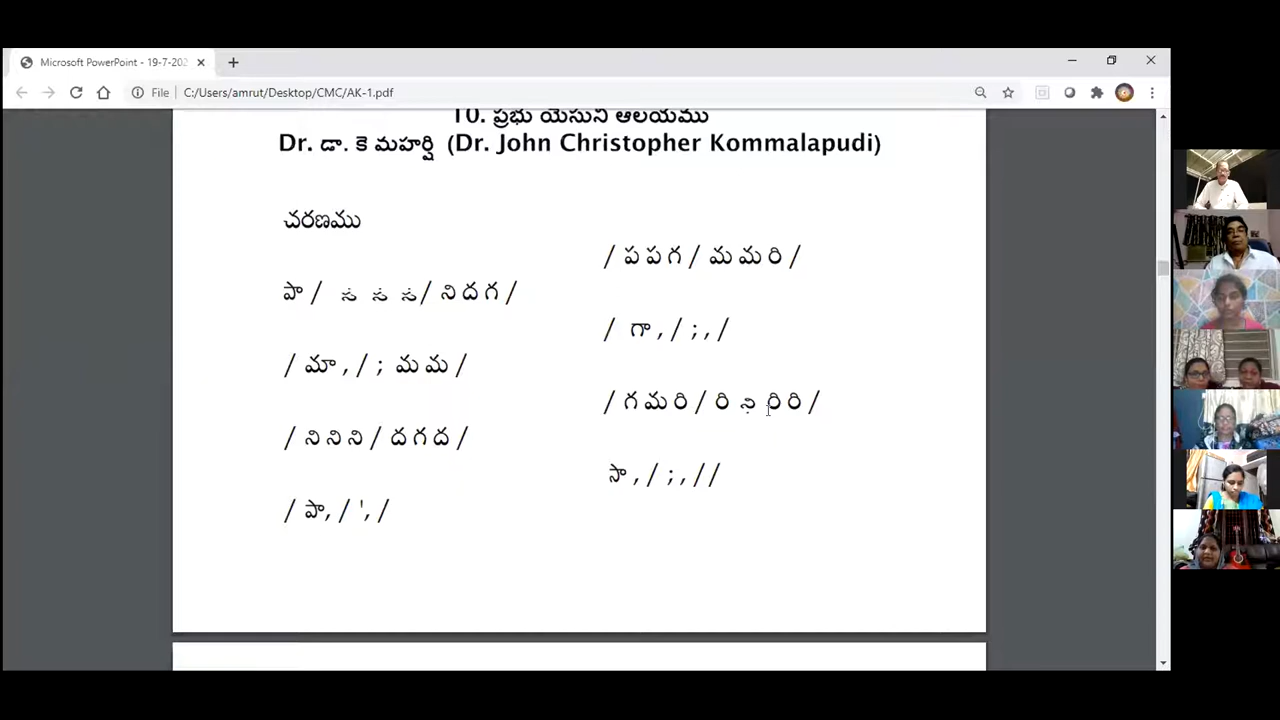 Microsoft PowerPoint - 19-7-202
File C:/Users/amrut/Desktop/CMC/AK-1.pdf
10. ప్రభు యేసుని ఆలయము
Dr. డా. కె మహర్షి (Dr. John Christopher Kommalapudi)
చరణము
పా / స స స / ని ద గ /
/ మా , / ; మ మ /
/ ని ని ని / ద గ ద /
/ పా, / ', /
/ ప ప గ / మ మ రి /
/ గా , / ; , /
/ గ మ రి / రి ని రి రి /
సా , / ; , / /